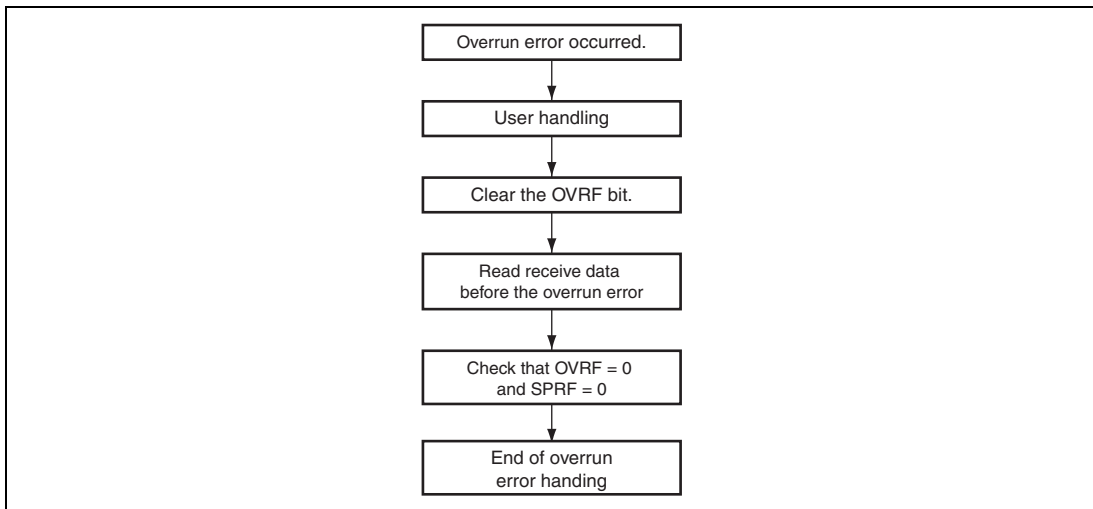 Overrun error occurred.
User handling
Clear the OVRF bit.
Read receive data
before the overrun error
Check that OVRF = 0
and SPRF = 0
End of overrun
error handing